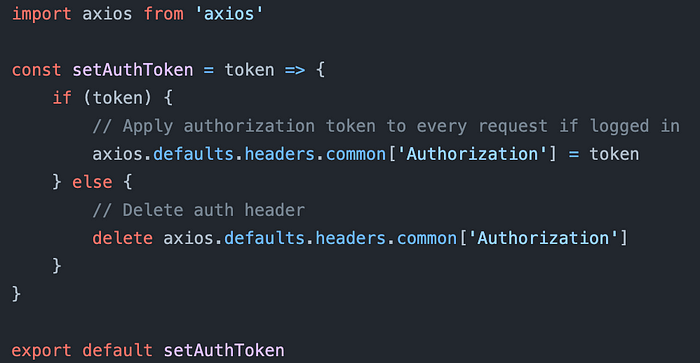 import axios from 'axios'
const setAuthToken = token => {
    if (token) {
        // Apply authorization token to every request if logged in
        axios.defaults.headers.common['Authorization'] = token
    } else {
        // Delete auth header
        delete axios.defaults.headers.common['Authorization']
    }
}
export default setAuthToken